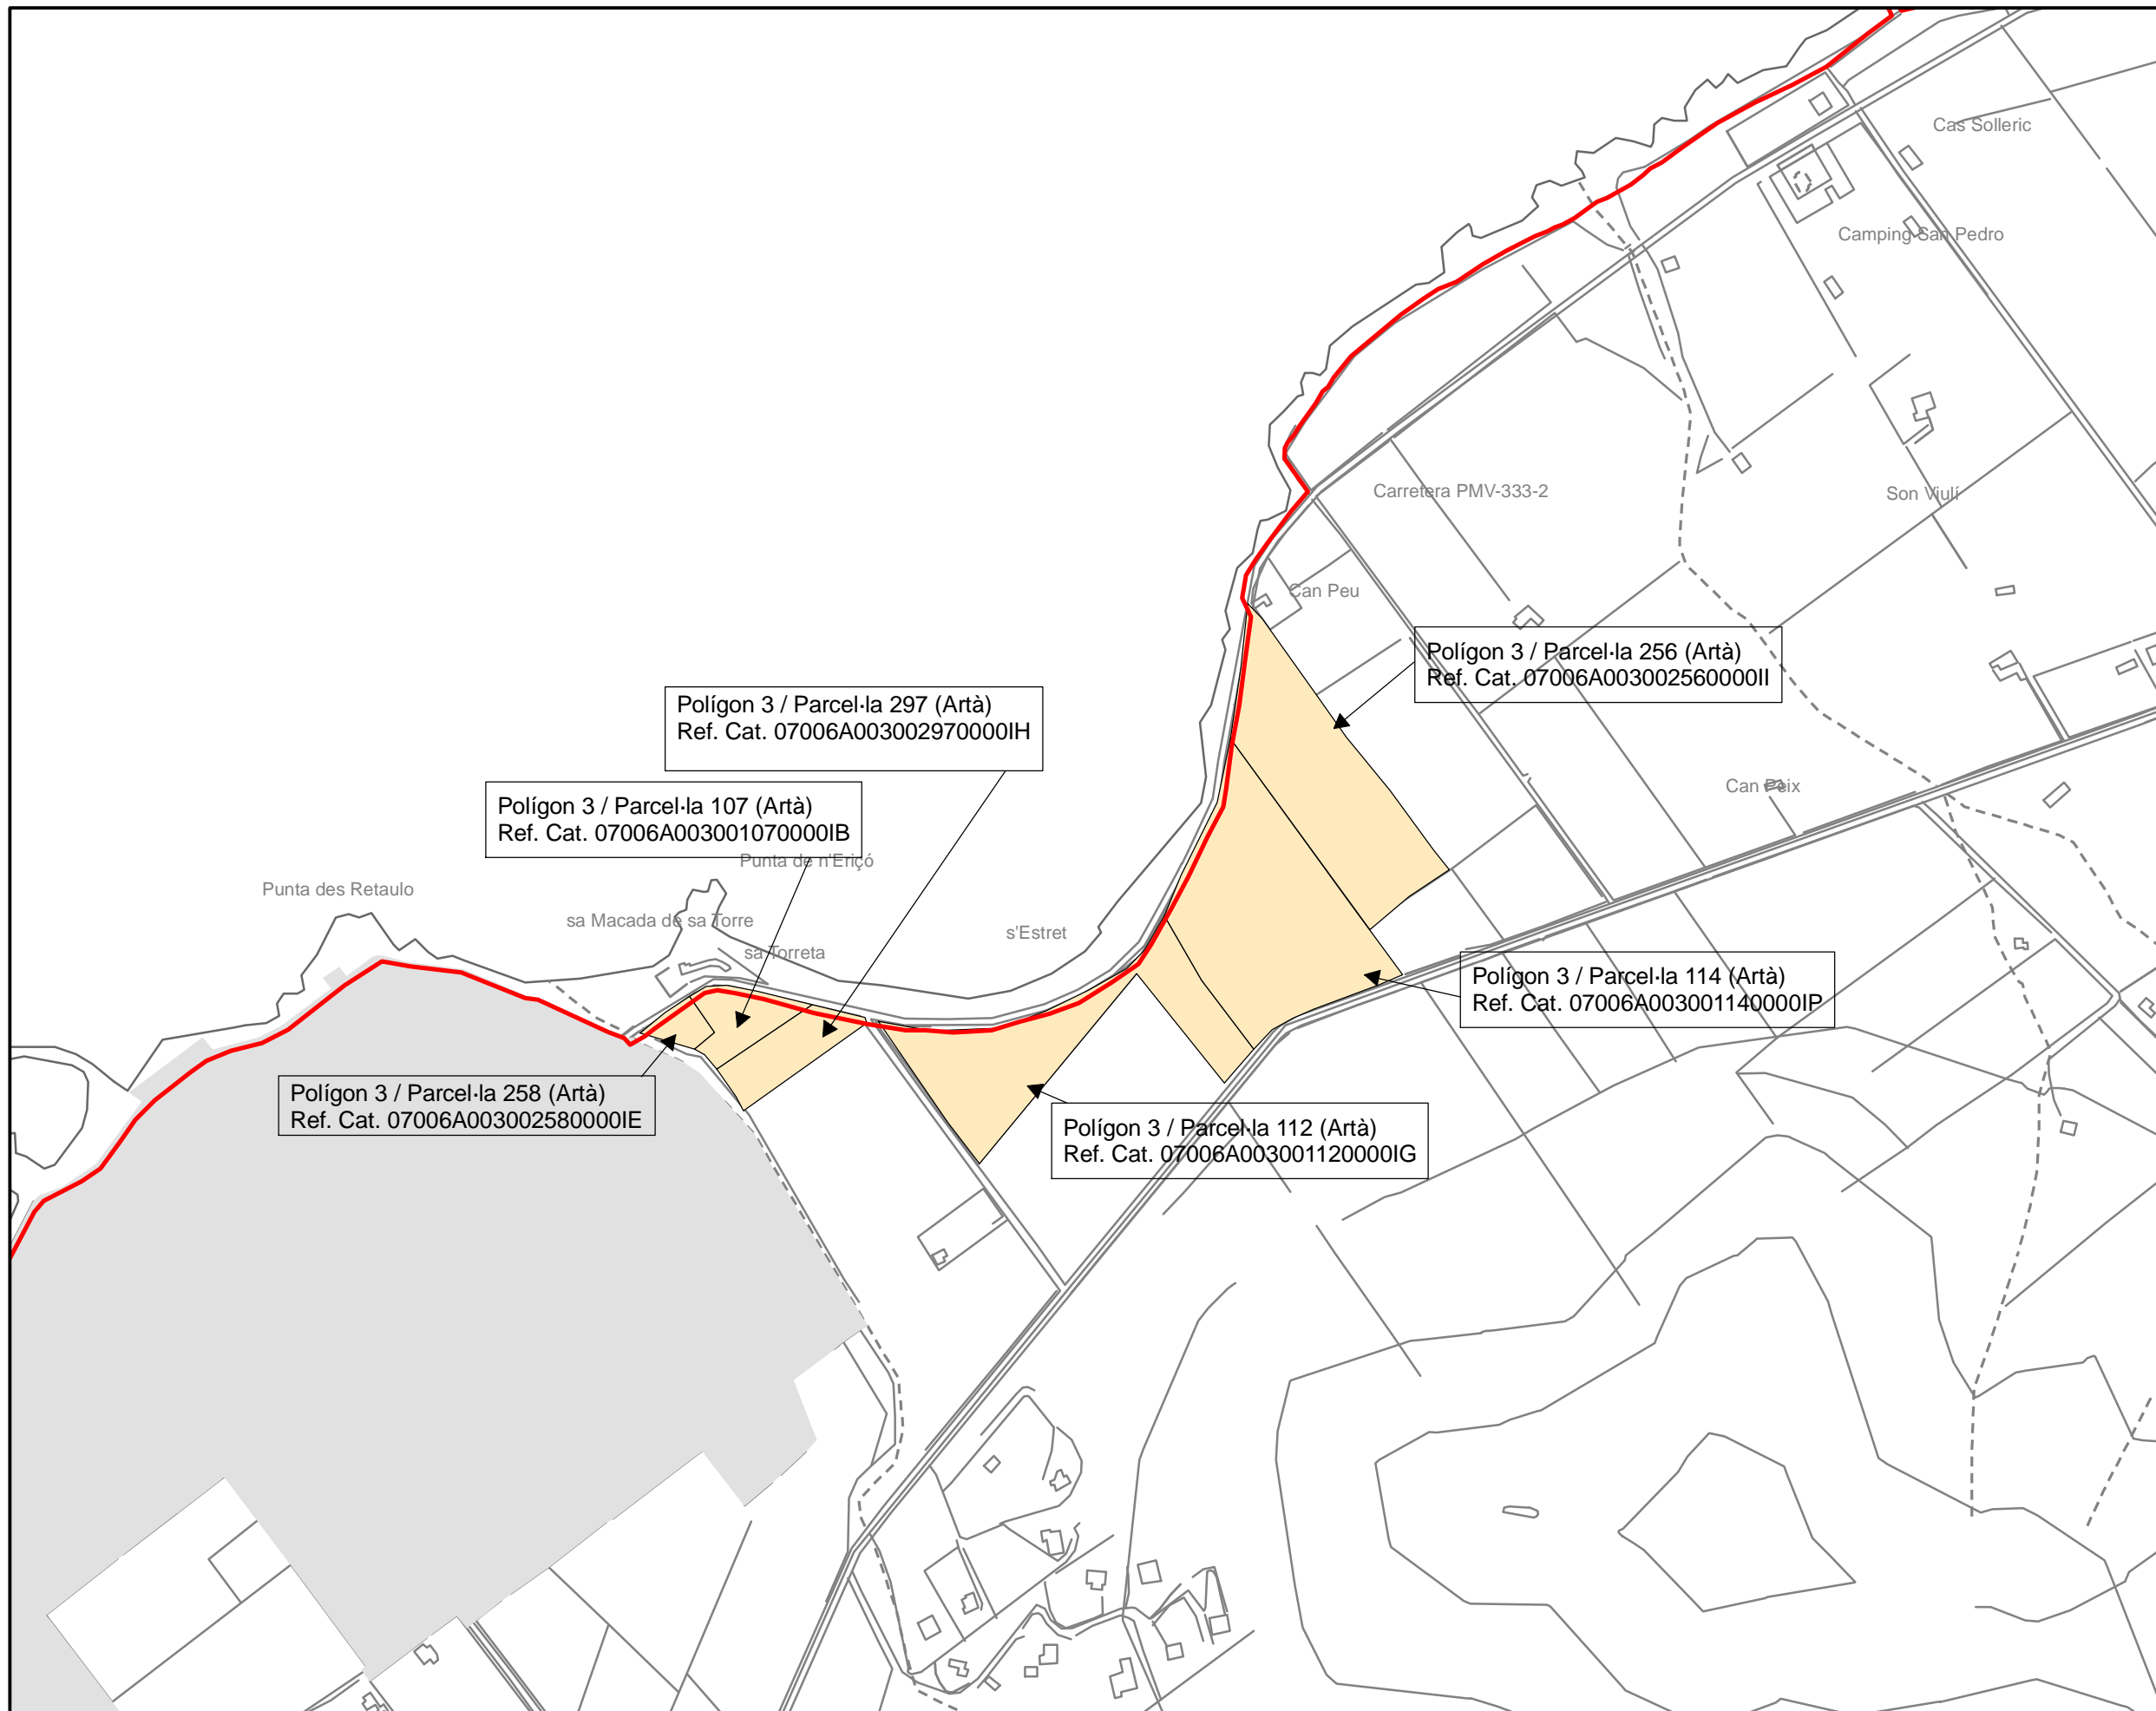 Cas Solleric
Camping San Pedro
Carretera PMV-333-2
Son Viulí
Can Peu
Polígon 3 / Parcel·la 256 (Artà)
Ref. Cat. 07006A003002560000II
Polígon 3 / Parcel·la 297 (Artà)
Ref. Cat. 07006A003002970000IH
Can Peix
Polígon 3 / Parcel·la 107 (Artà)
Ref. Cat. 07006A003001070000IB
Punta de n'Eriçó
Punta des Retaulo
sa Macada de sa Torre
s'Estret
sa Torreta
Polígon 3 / Parcel·la 114 (Artà)
Ref. Cat. 07006A003001140000IP
Polígon 3 / Parcel·la 258 (Artà)
Ref. Cat. 07006A003002580000IE
Polígon 3 / Parcel·la 112 (Artà)
Ref. Cat. 07006A003001120000IG